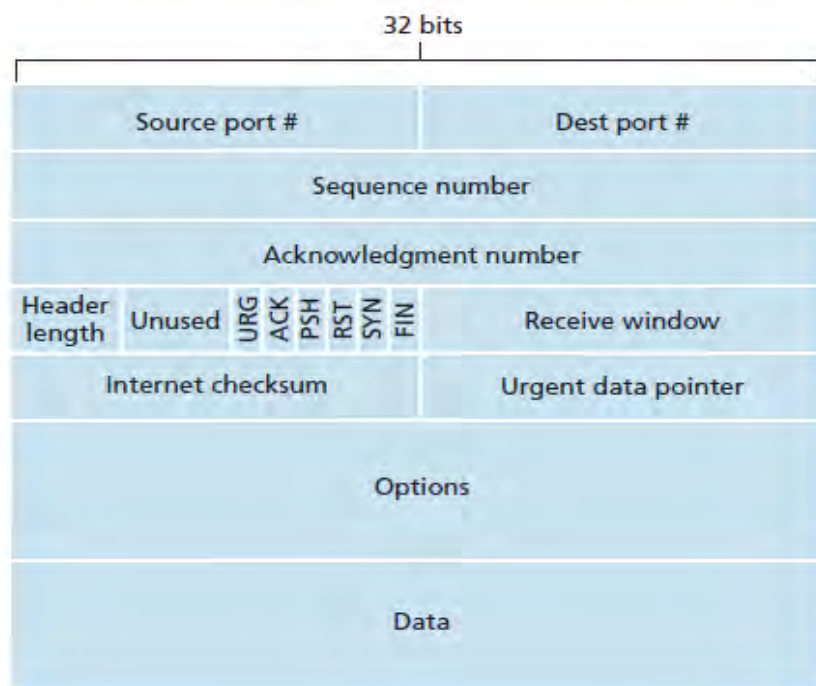 32 bits
Source port #
Dest port #
Sequence number
Acknowledgment number
Header
length
Unused
URG
ACK
PSH
RST
SYN
FIN
Receive window
Internet checksum
Urgent data pointer
Options
Data